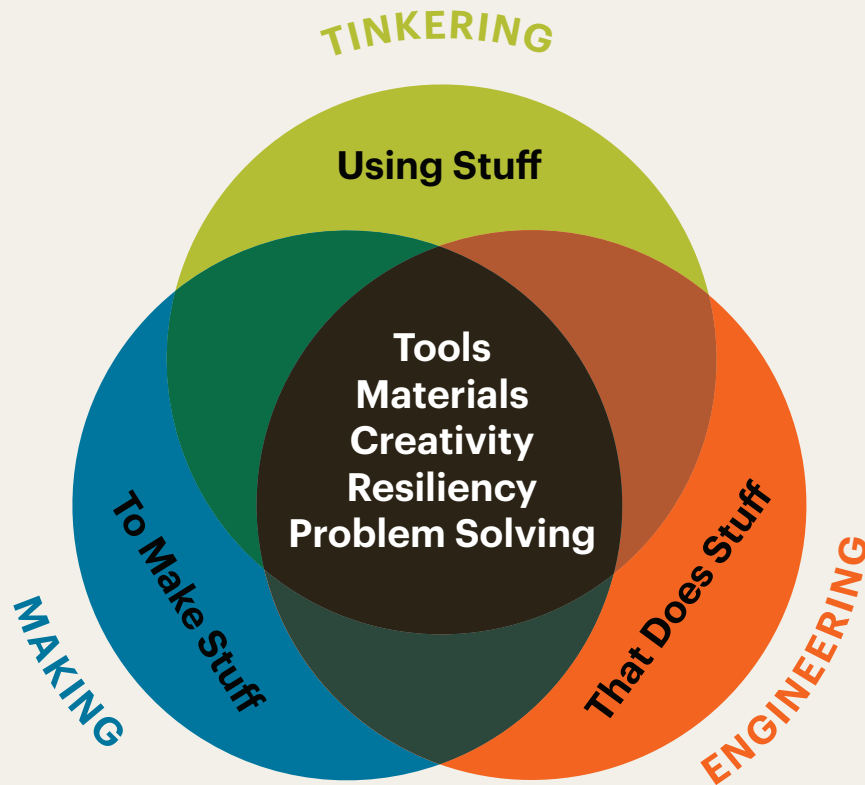 TINKERING
Using Stuff
Tools
Materials
Creativity
Resiliency
Problem Solving
To Make Stuff
That Does Stuff
MAKING
ENGINEERING